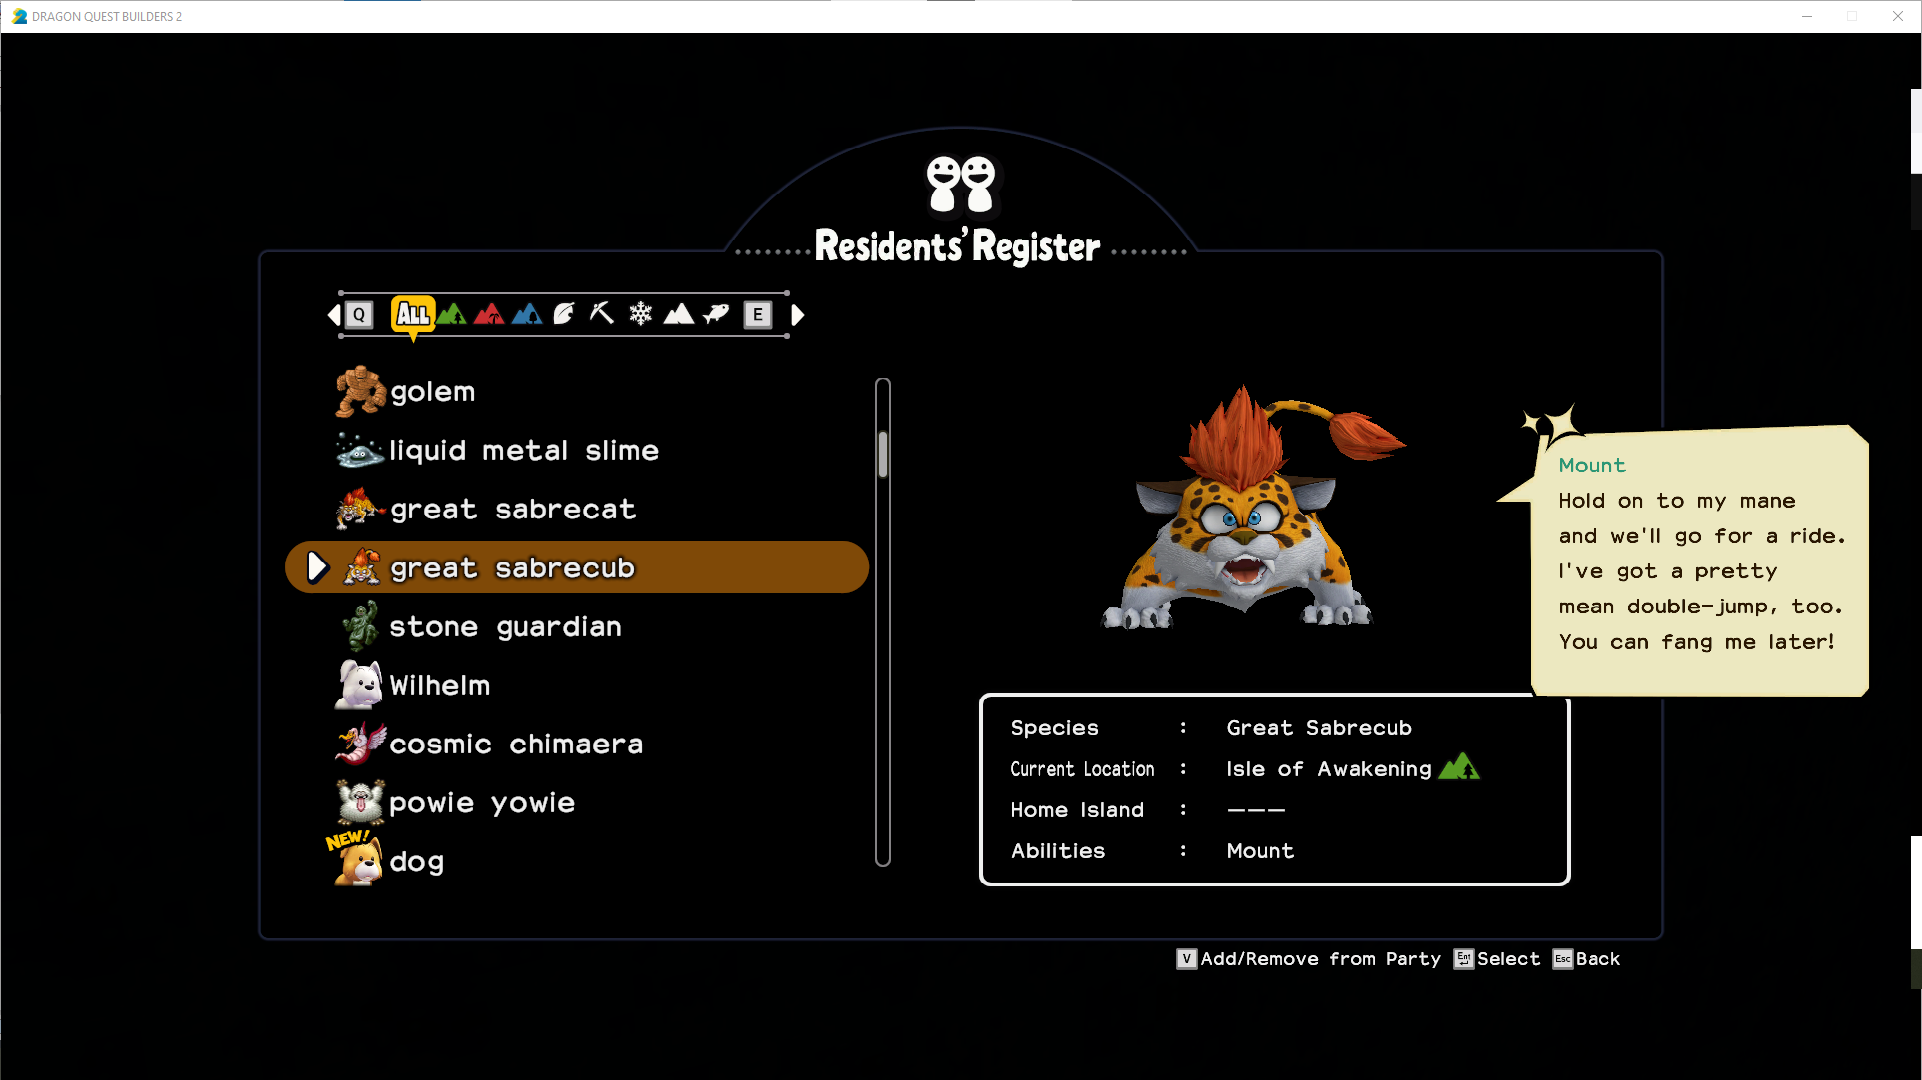 DRAGON QUEST BUILDERS 2
Residents' Register
Q ALL E
golem
liquid metal slime
great sabrecat
great sabrecub
stone guardian
Wilhelm
cosmic chimaera
powie yowie
NEW!
dog
Mount
Hold on to my mane
and we'll go for a ride.
I've got a pretty
mean double-jump, too.
You can fang me later!
Species : Great Sabrecub
Current Location : Isle of Awakening
Home Island : ———
Abilities : Mount
V Add/Remove from Party Ent Select Esc Back